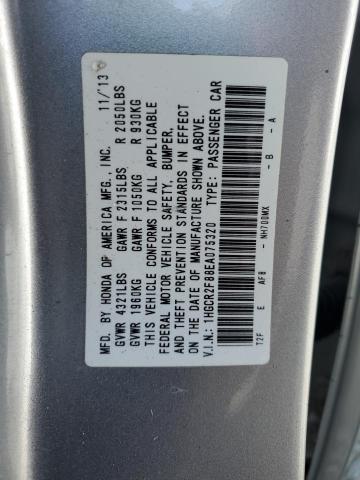 MFD. BY HONDA OF AMERICA MFG., INC. 11/13
GVWR 4321LBS GAWR F 2315LBS R 2050LBS
GVWR 1960KG GAWR F 1050KG R 930KG
THIS VEHICLE CONFORMS TO ALL APPLICABLE
FEDERAL MOTOR VEHICLE SAFETY, BUMPER,
AND THEFT PREVENTION STANDARDS IN EFFECT
ON THE DATE OF MANUFACTURE SHOWN ABOVE.
V.I.N.: 1HGCR2F88EA075320 TYPE: PASSENGER CAR
T2F E AF8 - NH700MX - B - A